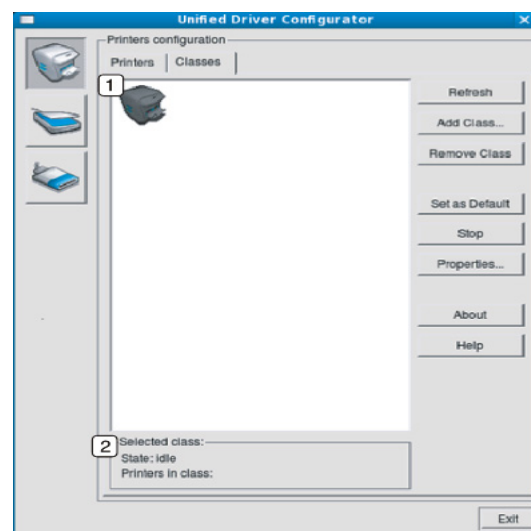 Unified Driver Configurator
Printers configuration
Printers Classes
1
Refresh
Add Class...
Remove Class
Set as Default
Stop
Properties...
About
Help
2
Selected class:
State: idle
Printers in class:
Exit